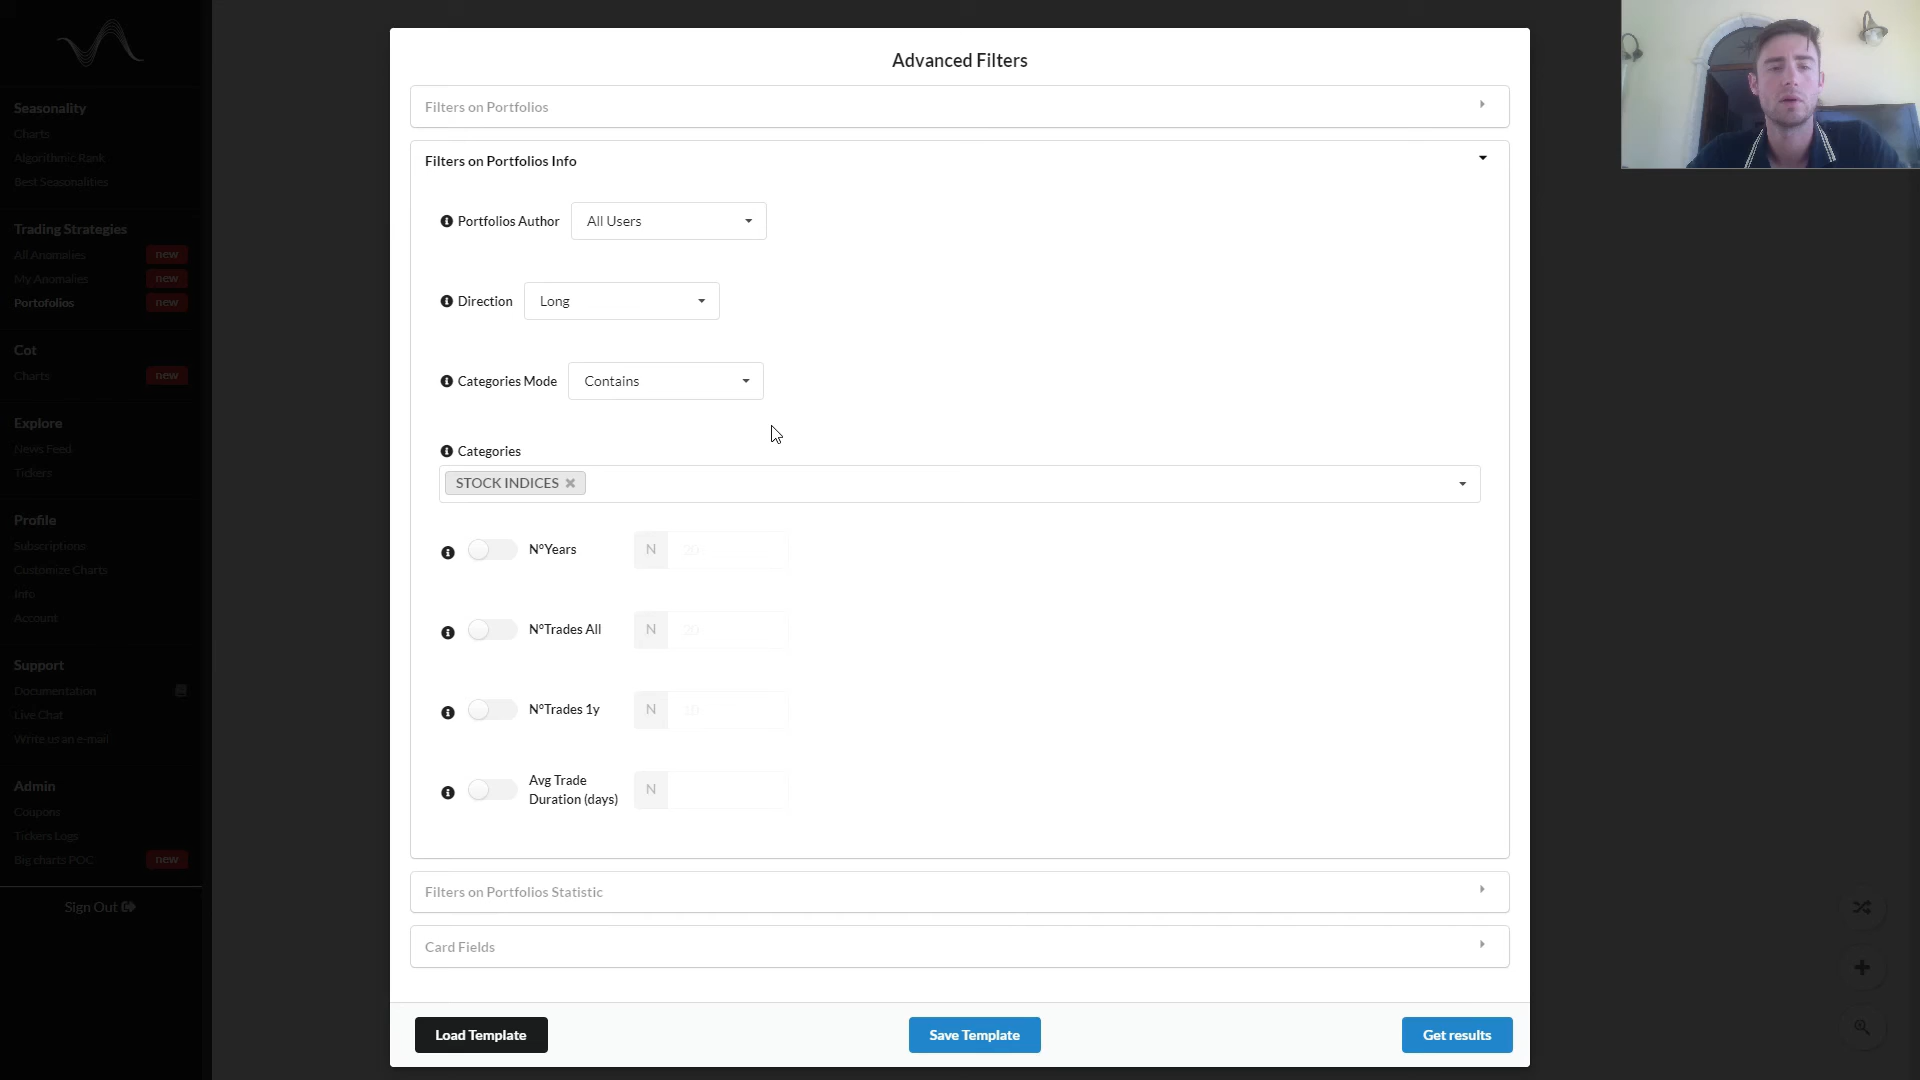 Advanced Filters
Filters on Portfolios
Filters on Portfolios Info
Portfolios Author All Users
Direction Long
Categories Mode Contains
Categories
STOCK INDICES
N°Years N 20
N°Trades All N 20
N°Trades 1y N 10
Avg Trade
Duration (days) N
Filters on Portfolios Statistic
Card Fields
Load Template Save Template Get results
Seasonality
Charts
Algorithmic Rank
Best Seasonalities
Trading Strategies
All Anomalies new
My Anomalies new
Portofolios new
Cot
Charts new
Explore
News Feed
Tickers
Profile
Subscriptions
Customize Charts
Info
Account
Support
Documentation
Live Chat
Write us an e-mail
Admin
Coupons
Tickers Logs
Big charts POC new
Sign Out